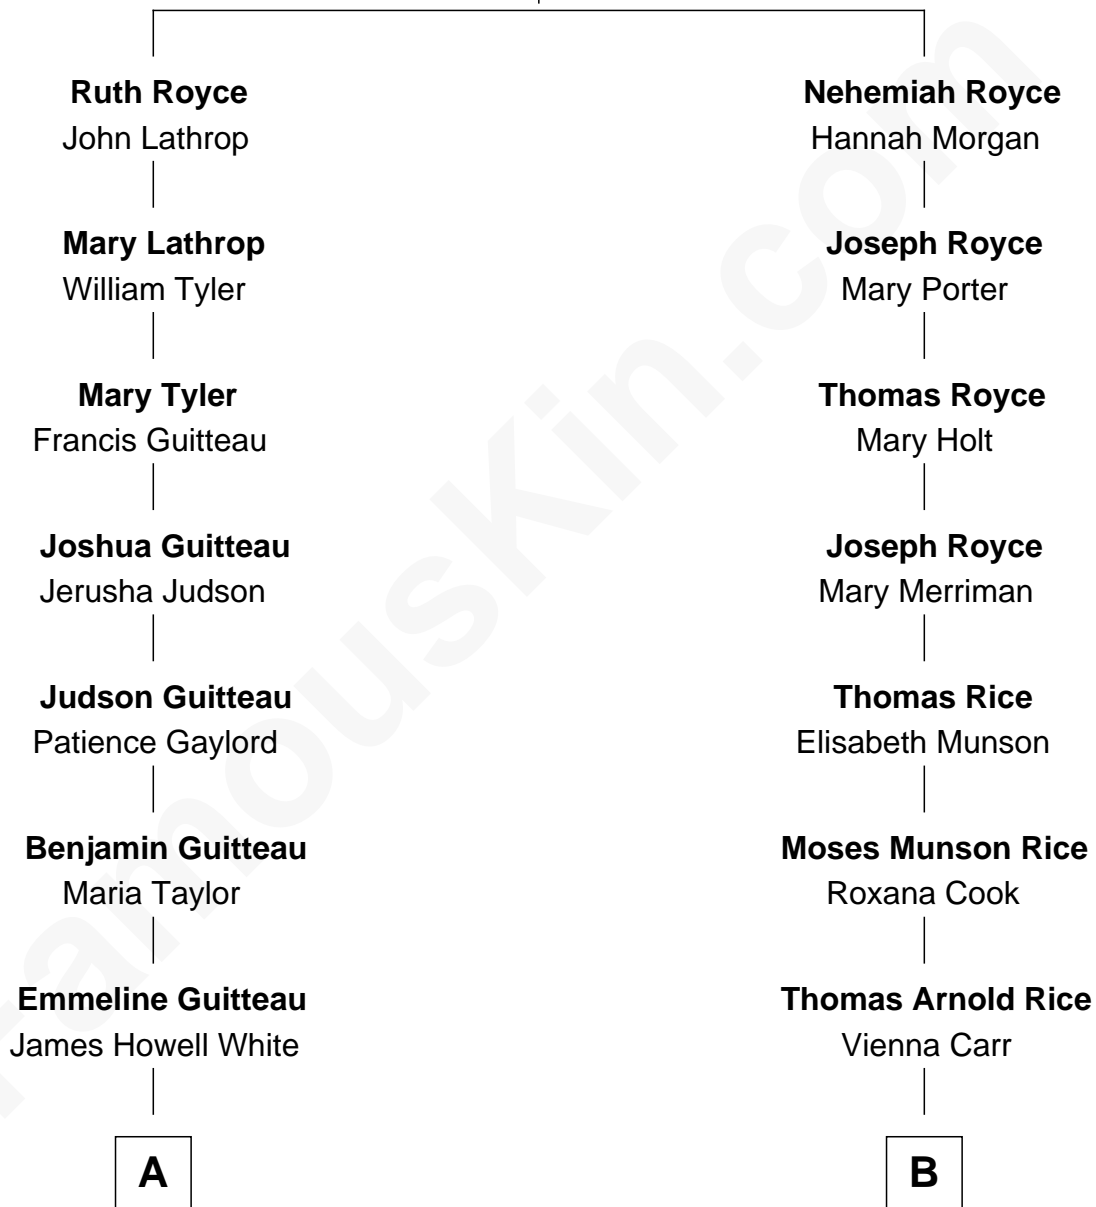 Ruth Royce
John Lathrop
Mary Lathrop
William Tyler
Mary Tyler
Francis Guitteau
Joshua Guitteau
Jerusha Judson
Judson Guitteau
Patience Gaylord
Benjamin Guitteau
Maria Taylor
Emmeline Guitteau
James Howell White
A
Nehemiah Royce
Hannah Morgan
Joseph Royce
Mary Porter
Thomas Royce
Mary Holt
Joseph Royce
Mary Merriman
Thomas Rice
Elisabeth Munson
Moses Munson Rice
Roxana Cook
Thomas Arnold Rice
Vienna Carr
B
FamousKin.com